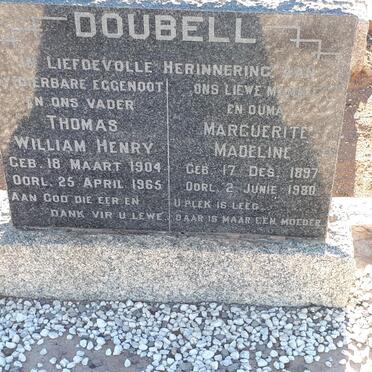 DOUBELL
IN LIEFDEVOLLE HERINNERING AAN
DIERBARE EGGENOOT
EN ONS VADER
THOMAS
WILLIAM HENRY
GEB. 18 MAART 1904
OORL. 25 APRIL 1965
AAN GOD DIE EER EN
DANK VIR U LEWE
ONS LIEWE
EN OUMA
MARGUERITE
MADELINE
GEB. 17 DES. 1897
OORL. 2 JUNIE 1980
U PLEK IS LEEG
DAAR IS MAAR EEN MOEDER